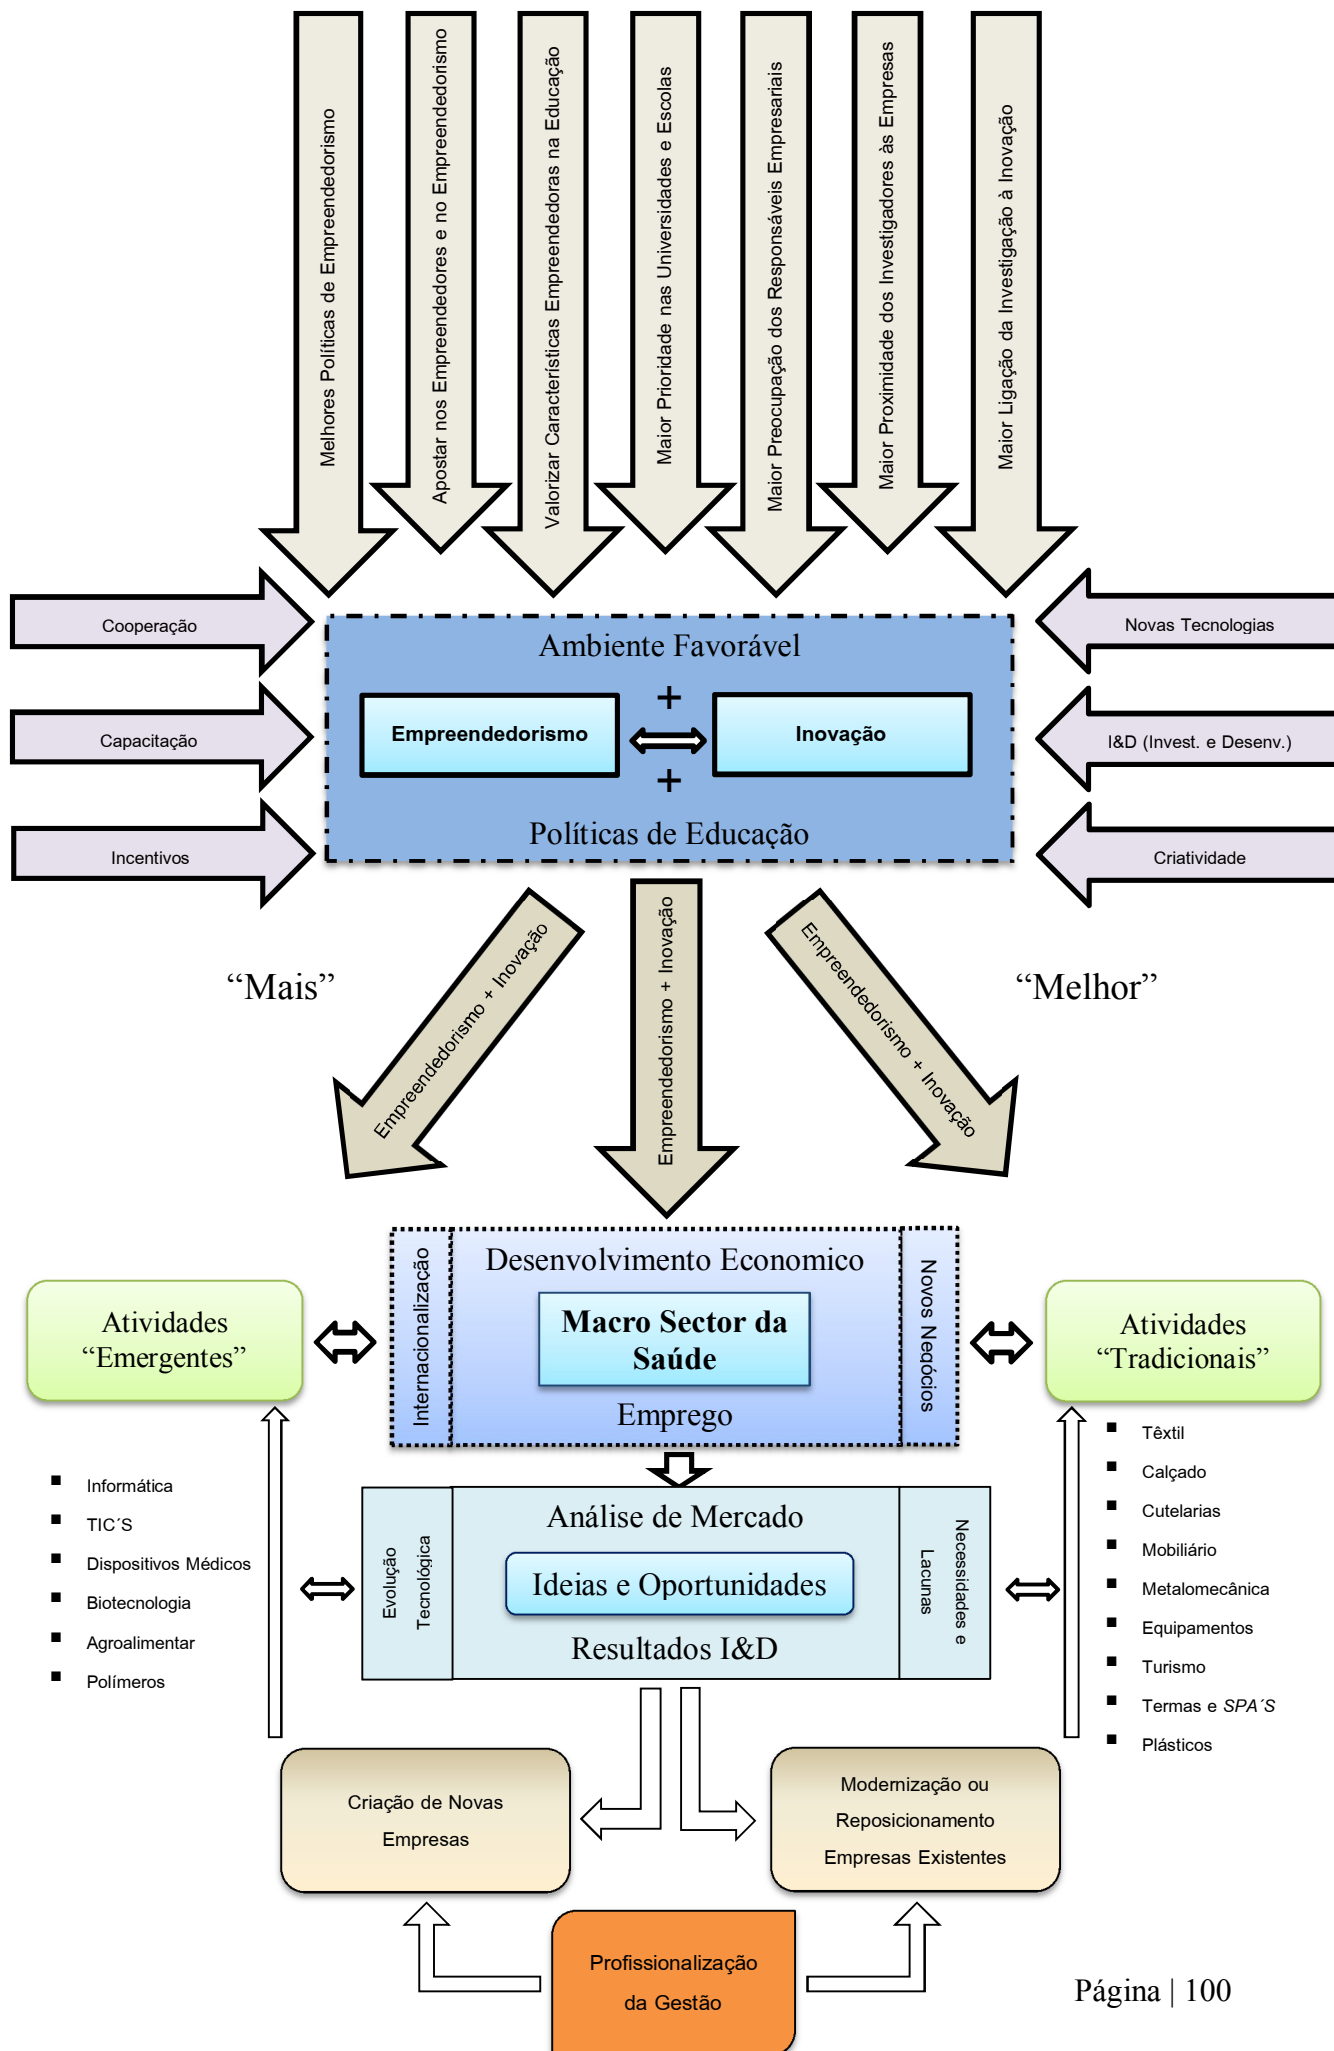 Melhores Políticas de Empreendedorismo
Apostar nos Empreendedores e no Empreendedorismo
Valorizar Características Empreendedoras na Educação
Maior Prioridade nas Universidades e Escolas
Maior Preocupação dos Responsáveis Empresariais
Maior Proximidade dos Investigadores às Empresas
Maior Ligação da Investigação à Inovação
Cooperação
Capacitação
Incentivos
Ambiente Favorável
+
Empreendedorismo
Inovação
+
Políticas de Educação
Novas Tecnologias
I&D (Invest. e Desenv.)
Criatividade
“Mais”
Empreendedorismo + Inovação
Empreendedorismo + Inovação
Empreendedorismo + Inovação
“Melhor”
Atividades
“Emergentes”
Internacionalização
Desenvolvimento Economico
Macro Sector da
Saúde
Emprego
Novos Negócios
Atividades
“Tradicionais”
▪ Informática
▪ TIC´S
▪ Dispositivos Médicos
▪ Biotecnologia
▪ Agroalimentar
▪ Polímeros
Evolução
Tecnológica
Análise de Mercado
Ideias e Oportunidades
Resultados I&D
Necessidades e
Lacunas
▪ Têxtil
▪ Calçado
▪ Cutelarias
▪ Mobiliário
▪ Metalomecânica
▪ Equipamentos
▪ Turismo
▪ Termas e SPA´S
▪ Plásticos
Criação de Novas
Empresas
Modernização ou
Reposicionamento
Empresas Existentes
Profissionalização
da Gestão
Página | 100